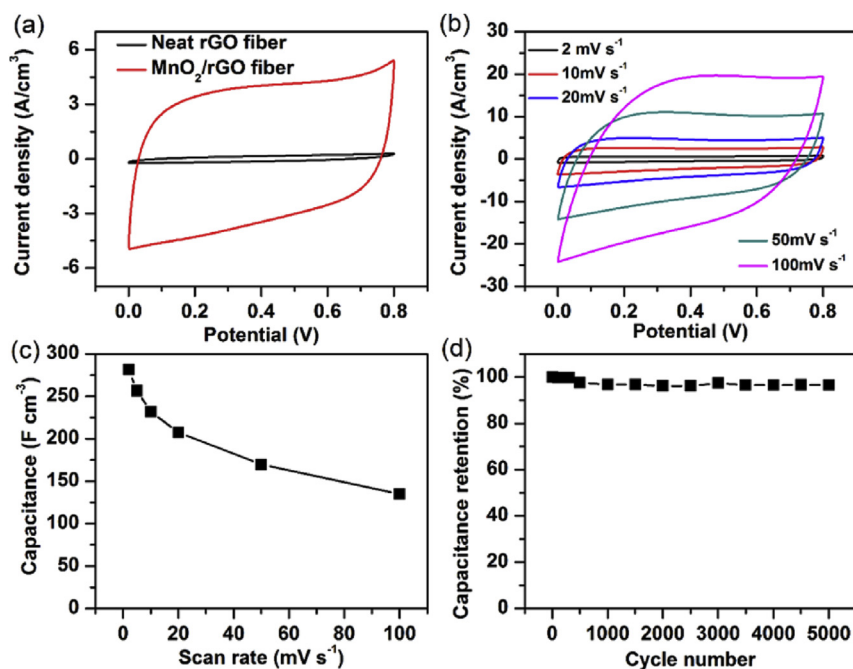 (a)
Neat rGO fiber
MnO₂/rGO fiber
Current density (A/cm³)
6
3
0
-3
-6
0.0 0.2 0.4 0.6 0.8
Potential (V)
(b)
2 mV s⁻¹
10mV s⁻¹
20mV s⁻¹
50mV s⁻¹
100mV s⁻¹
Current density (A/cm³)
30
20
10
0
-10
-20
-30
0.0 0.2 0.4 0.6 0.8
Potential (V)
(c)
Capacitance (F cm⁻³)
300
250
200
150
100
50
0
0 20 40 60 80 100
Scan rate (mV s⁻¹)
(d)
Capacitance retention (%)
120
100
80
60
40
20
0
0 1000 2000 3000 4000 5000
Cycle number